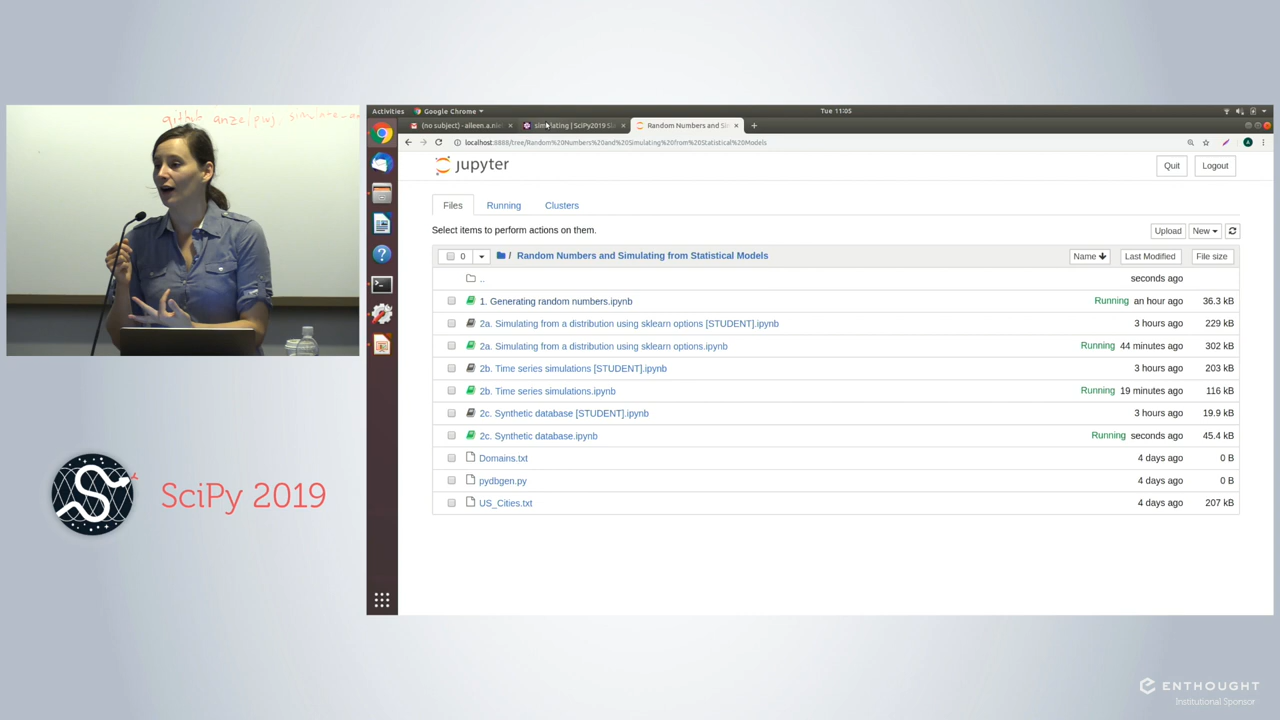 github
Activities
Google Chrome
Tue 11:05
(no subject) - aileen.a.nie
simulating | SciPy2019 Si
Random Numbers and Si
localhost:8888/tree/Random%20Numbers%20and%20Simulating%20from%20Statistical%20Models
jupyter
Quit
Logout
Files
Running
Clusters
Select items to perform actions on them.
Upload
New
0
/ Random Numbers and Simulating from Statistical Models
Name
Last Modified
File size
..
seconds ago
1. Generating random numbers.ipynb Running an hour ago 36.3 kB
2a. Simulating from a distribution using sklearn options [STUDENT].ipynb 3 hours ago 229 kB
2a. Simulating from a distribution using sklearn options.ipynb Running 44 minutes ago 302 kB
2b. Time series simulations [STUDENT].ipynb 3 hours ago 203 kB
2b. Time series simulations.ipynb Running 19 minutes ago 116 kB
2c. Synthetic database [STUDENT].ipynb 3 hours ago 19.9 kB
2c. Synthetic database.ipynb Running seconds ago 45.4 kB
Domains.txt 4 days ago 0 B
pydbgen.py 4 days ago 0 B
US_Cities.txt 4 days ago 207 kB
SciPy 2019
ENTHOUGHT
Institutional Sponsor